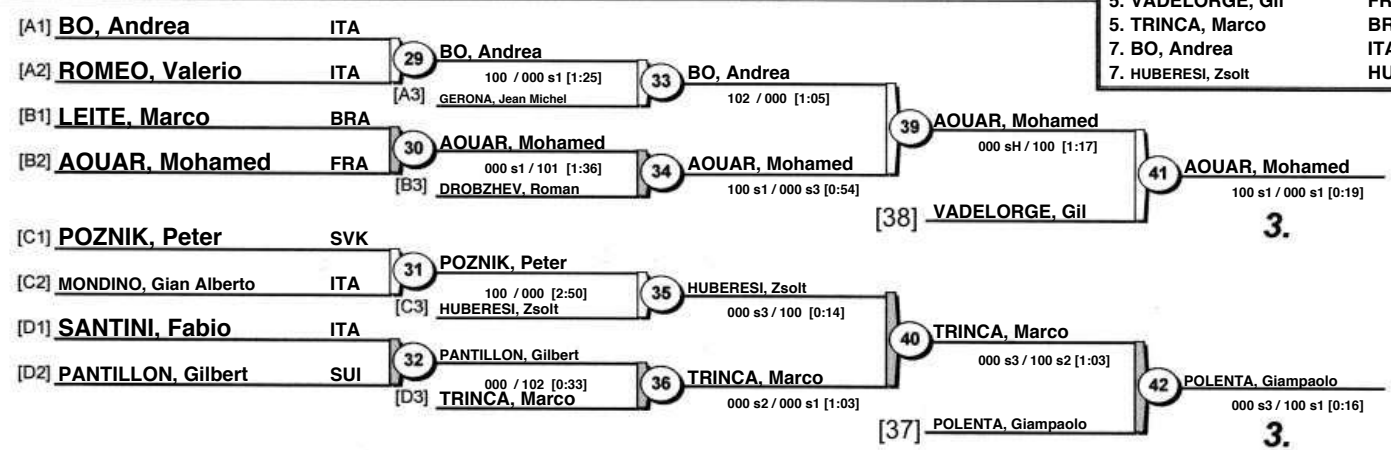 5. VADELORGE, Gil FR
5. TRINCA, Marco BR
7. BO, Andrea ITA
7. HUBERESI, Zsolt HU
[A1] BO, Andrea ITA
[A2] ROMEO, Valerio ITA
29
BO, Andrea
100 / 000 s1 [1:25]
[A3] GERONA, Jean Michel
33
BO, Andrea
102 / 000 [1:05]
[B1] LEITE, Marco BRA
[B2] AOUAR, Mohamed FRA
30
AOUAR, Mohamed
000 s1 / 101 [1:36]
[B3] DROBZHEV, Roman
34
AOUAR, Mohamed
100 s1 / 000 s3 [0:54]
39
AOUAR, Mohamed
000 sH / 100 [1:17]
[38] VADELORGE, Gil
41
AOUAR, Mohamed
100 s1 / 000 s1 [0:19]
3.
[C1] POZNIK, Peter SVK
[C2] MONDINO, Gian Alberto ITA
31
POZNIK, Peter
100 / 000 [2:50]
[C3] HUBERESI, Zsolt
35
HUBERESI, Zsolt
000 s3 / 100 [0:14]
[D1] SANTINI, Fabio ITA
[D2] PANTILLON, Gilbert SUI
32
PANTILLON, Gilbert
000 / 102 [0:33]
[D3] TRINCA, Marco
36
TRINCA, Marco
000 s2 / 000 s1 [1:03]
40
TRINCA, Marco
000 s3 / 100 s2 [1:03]
[37] POLENTA, Giampaolo
42
POLENTA, Giampaolo
000 s3 / 100 s1 [0:16]
3.